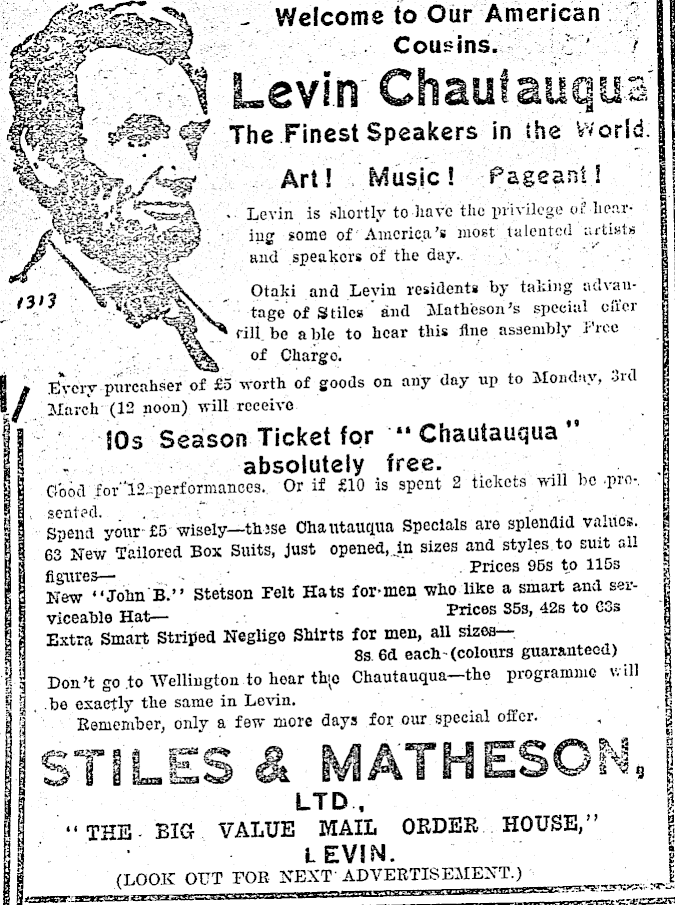 Welcome to Our American
Cousins.
Levin Chautauqua
The Finest Speakers in the World.
Art! Music! Pageant!
Levin is shortly to have the privilege of hear-
ing some of America's most talented artists
and speakers of the day.
Otaki and Levin residents by taking advan-
tage of Stiles and Matheson's special offer
will be able to hear this fine assembly Free
of Charge.
1313
Every purcahser of £5 worth of goods on any day up to Monday, 3rd
March (12 noon) will receive
10s Season Ticket for "Chautauqua"
absolutely free.
Good for 12 performances. Or if £10 is spent 2 tickets will be pre-
sented.
Spend your £5 wisely—these Chautauqua Specials are splendid values.
63 New Tailored Box Suits, just opened, in sizes and styles to suit all
figures— Prices 95s to 115s
New "John B." Stetson Felt Hats for men who like a smart and ser-
viceable Hat— Prices 35s, 42s to 63s
Extra Smart Striped Neglige Shirts for men, all sizes—
8s. 6d each (colours guaranteed)
Don't go to Wellington to hear the Chautauqua—the programme will
be exactly the same in Levin.
Remember, only a few more days for our special offer.
STILES & MATHESON,
LTD.,
"THE BIG VALUE MAIL ORDER HOUSE,"
LEVIN.
(LOOK OUT FOR NEXT ADVERTISEMENT.)